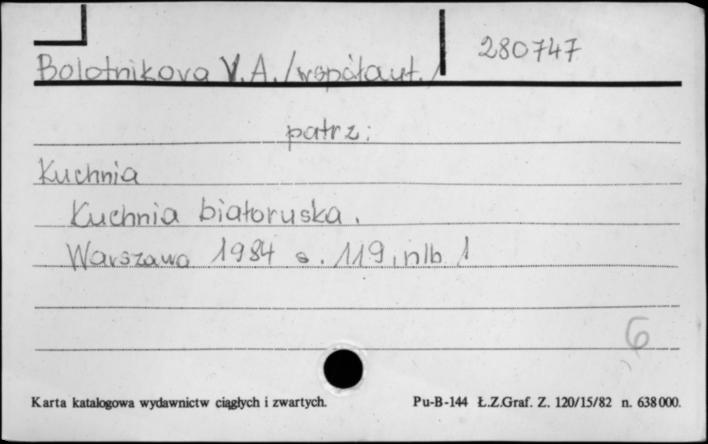 280747
Bolotnikova V.A. /współaut./
patrz:
Kuchnia
Kuchnia białoruska.
Warszawa 1984 s. 119, nlb 1
6
Karta katalogowa wydawnictw ciągłych i zwartych.
Pu-B-144 Ł.Z.Graf. Z. 120/15/82 n. 638000.